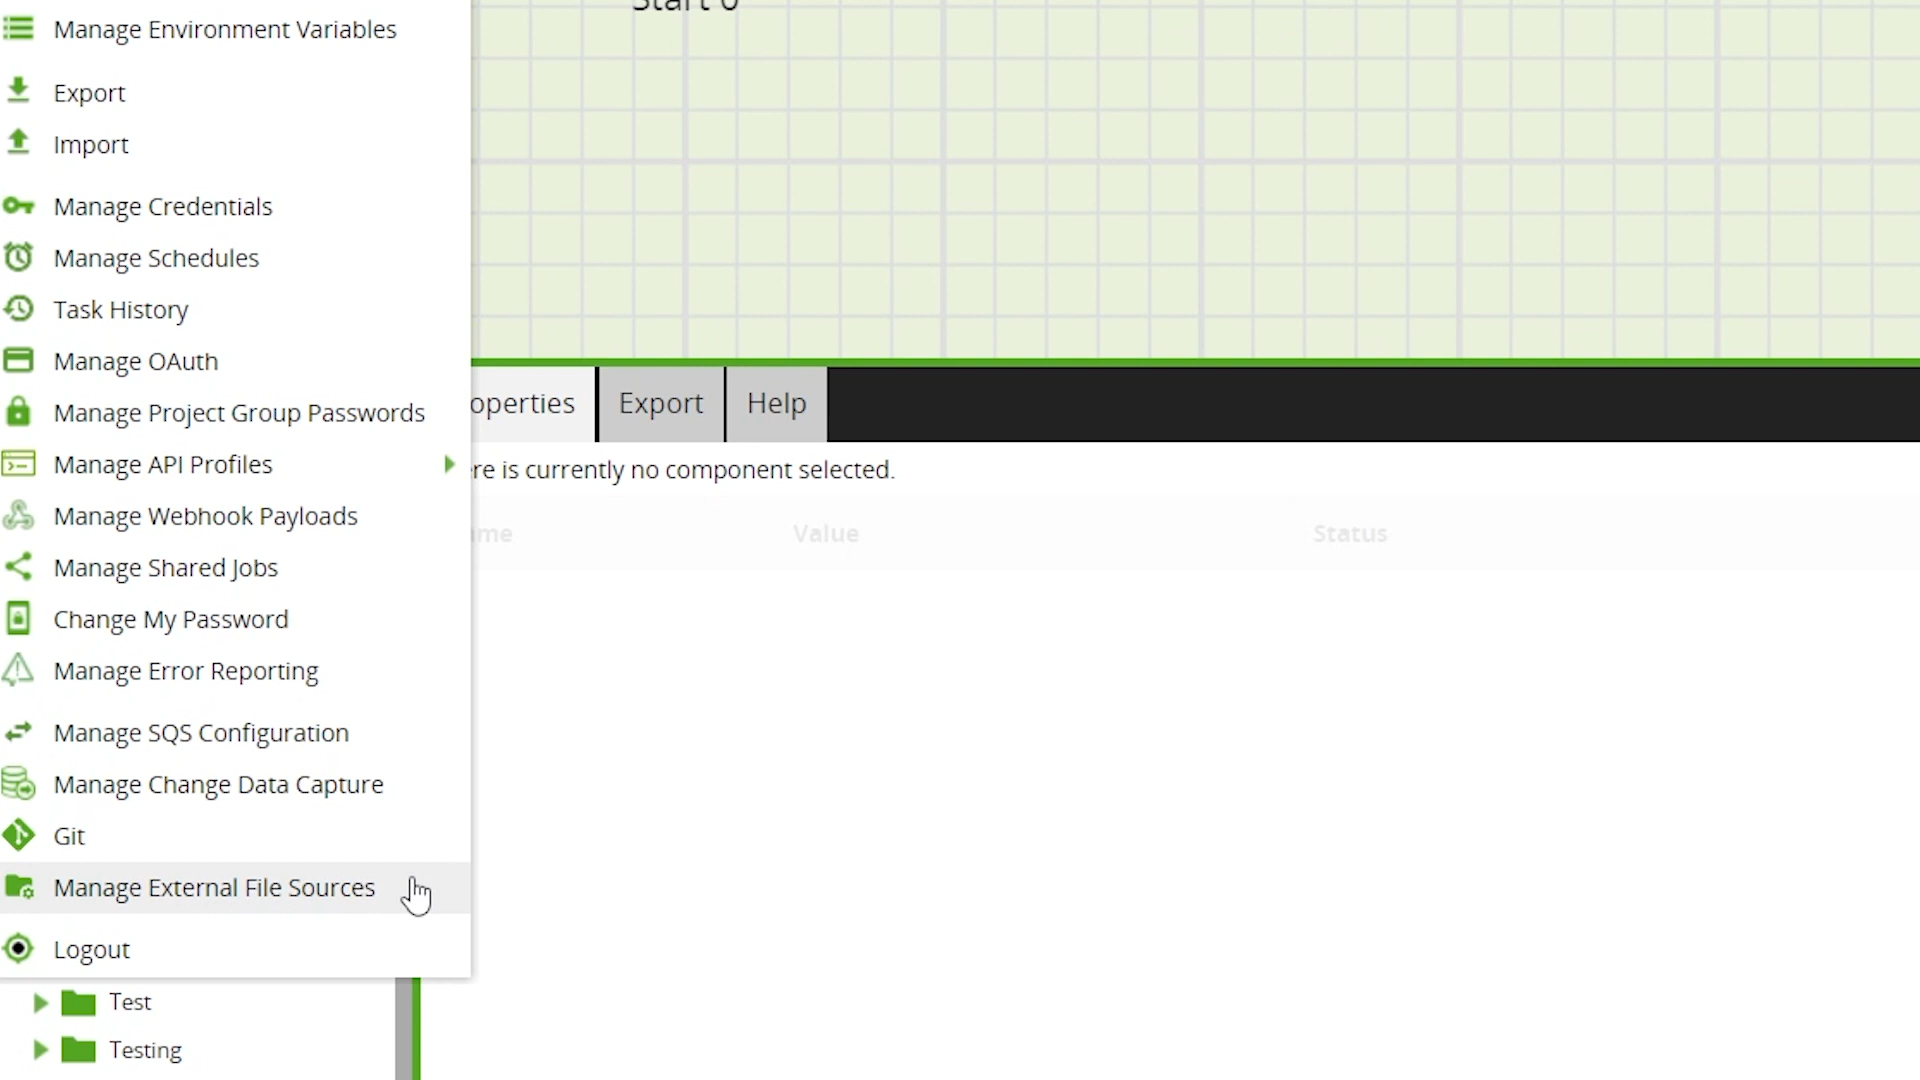 Manage Environment Variables
Export
Import
Manage Credentials
Manage Schedules
Task History
Manage OAuth
Manage Project Group Passwords
Manage API Profiles
Manage Webhook Payloads
Manage Shared Jobs
Change My Password
Manage Error Reporting
Manage SQS Configuration
Manage Change Data Capture
Git
Manage External File Sources
Logout
Test
Testing
Start 0
operties Export Help
re is currently no component selected.
me Value Status